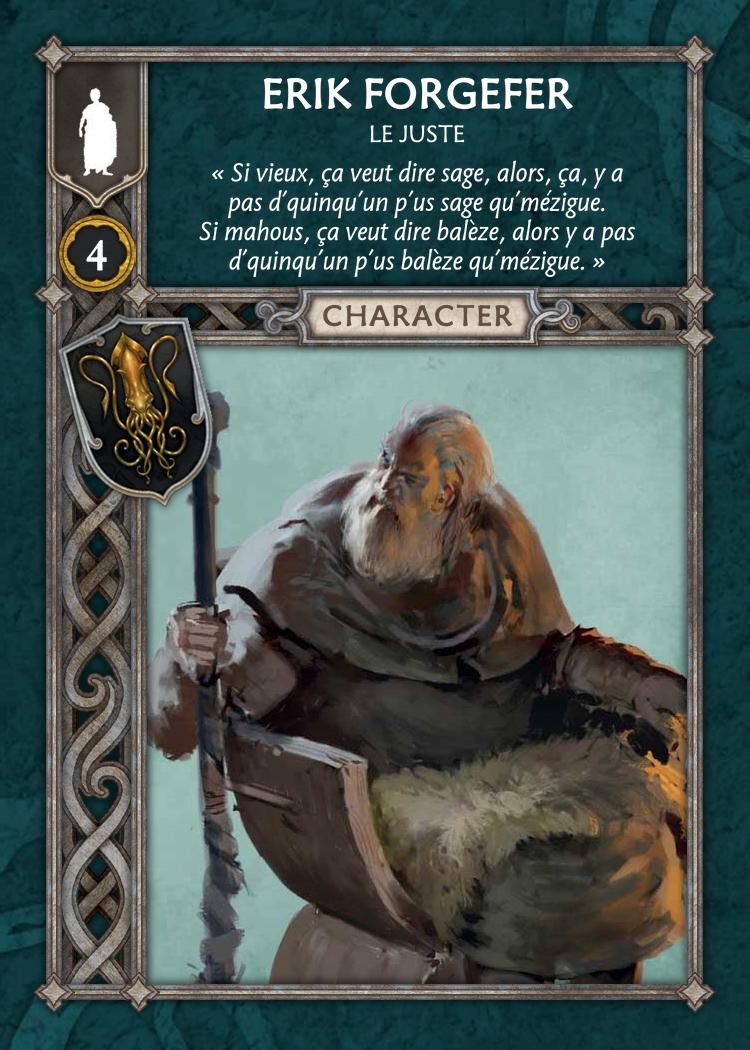 ERIK FORGEFER
LE JUSTE
« Si vieux, ça veut dire sage, alors, ça, y a
pas d'quinqu'un p'us sage qu'mézigue.
Si mahous, ça veut dire balèze, alors y a pas
d'quinqu'un p'us balèze qu'mézigue. »
4
CHARACTER